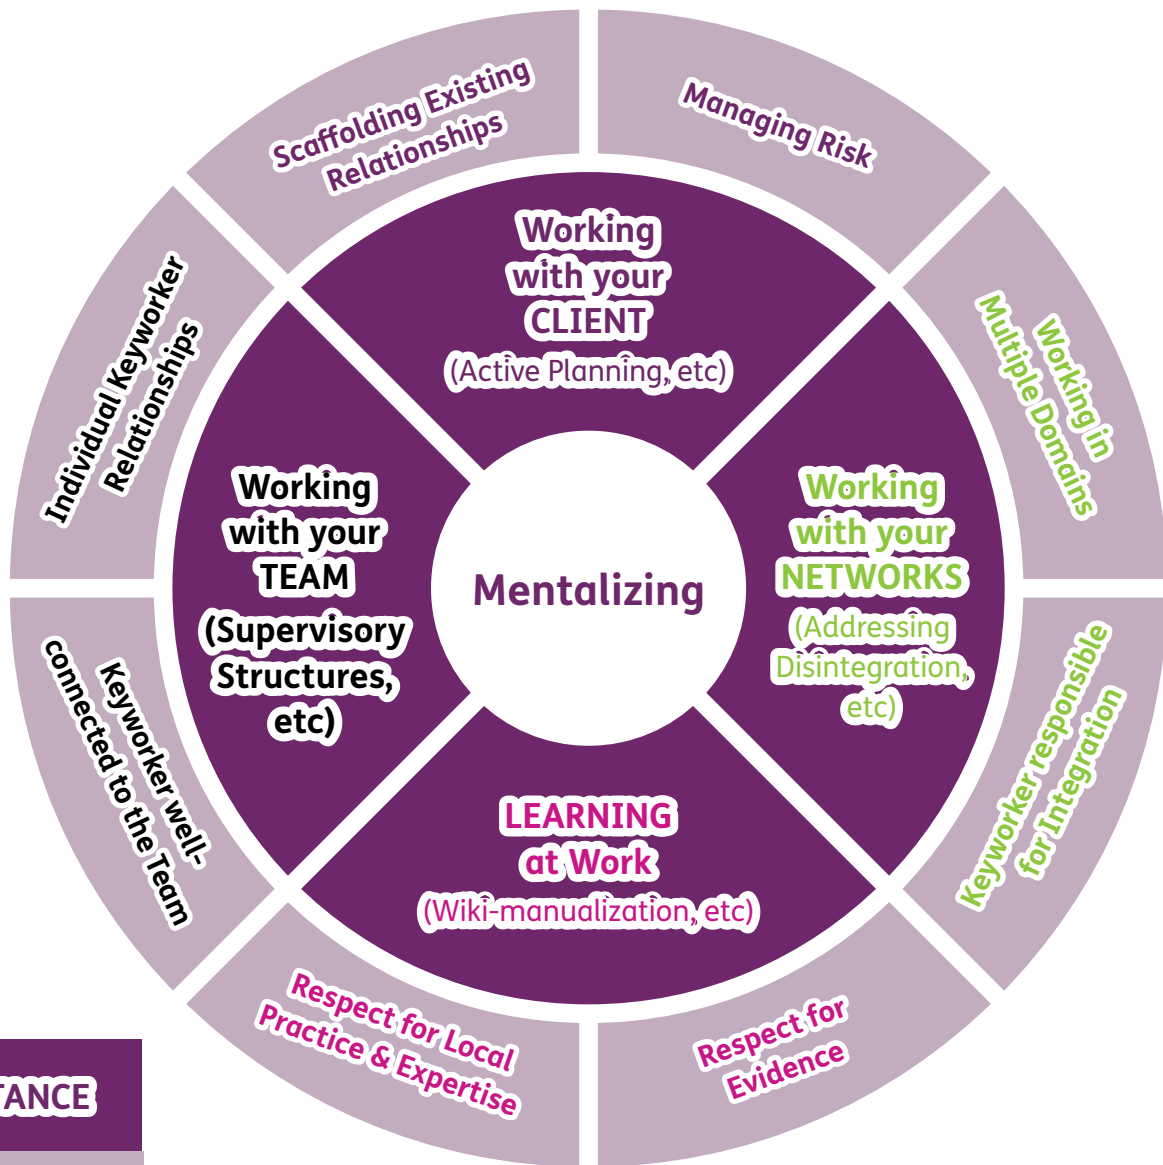 Scaffolding Existing
Relationships
Managing Risk
Individual Keyworker
Relationships
Working in
Multiple Domains
Working
with your
CLIENT
(Active Planning, etc)
Working
with your
TEAM
(Supervisory
Structures,
etc)
Mentalizing
Working
with your
NETWORKS
(Addressing
Disintegration,
etc)
Keyworker well-
connected to the Team
Keyworker responsible
for Integration
LEARNING
at Work
(Wiki-manualization, etc)
Respect for Local
Practice & Expertise
Respect for
Evidence
TANCE